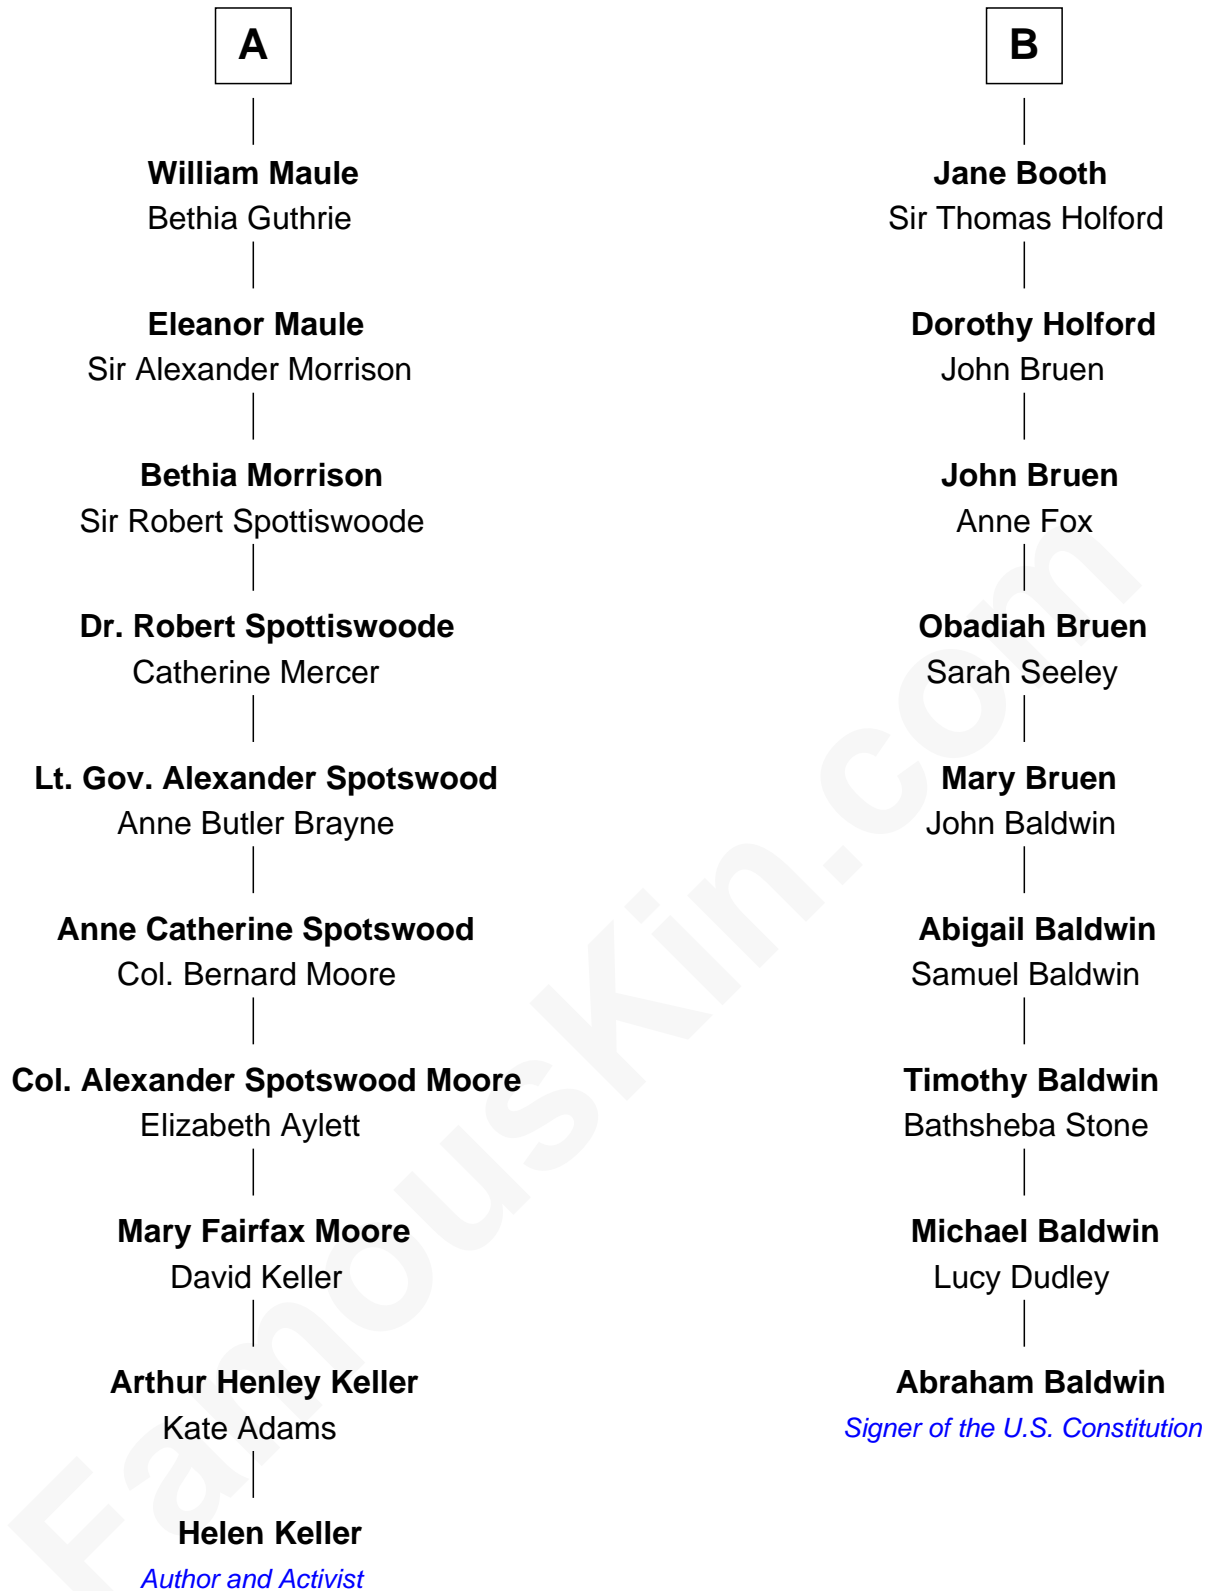 A
William Maule
Bethia Guthrie
Eleanor Maule
Sir Alexander Morrison
Bethia Morrison
Sir Robert Spottiswoode
Dr. Robert Spottiswoode
Catherine Mercer
Lt. Gov. Alexander Spotswood
Anne Butler Brayne
Anne Catherine Spotswood
Col. Bernard Moore
Col. Alexander Spotswood Moore
Elizabeth Aylett
Mary Fairfax Moore
David Keller
Arthur Henley Keller
Kate Adams
Helen Keller
Author and Activist
B
Jane Booth
Sir Thomas Holford
Dorothy Holford
John Bruen
John Bruen
Anne Fox
Obadiah Bruen
Sarah Seeley
Mary Bruen
John Baldwin
Abigail Baldwin
Samuel Baldwin
Timothy Baldwin
Bathsheba Stone
Michael Baldwin
Lucy Dudley
Abraham Baldwin
Signer of the U.S. Constitution
FamousKin.com